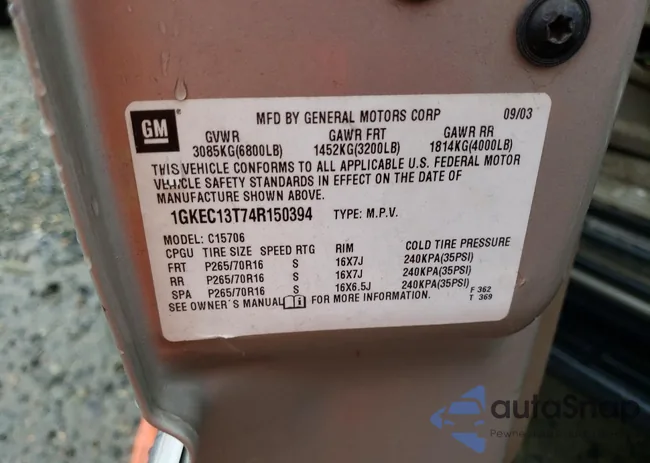 GM
MFD BY GENERAL MOTORS CORP 09/03
GVWR GAWR FRT GAWR RR
3085KG(6800LB) 1452KG(3200LB) 1814KG(4000LB)
THIS VEHICLE CONFORMS TO ALL APPLICABLE U.S. FEDERAL MOTOR
VEHICLE SAFETY STANDARDS IN EFFECT ON THE DATE OF
MANUFACTURE SHOWN ABOVE.
1GKEC13T74R150394 TYPE: M.P.V.
MODEL: C15706
CPGU TIRE SIZE SPEED RTG RIM COLD TIRE PRESSURE
FRT P265/70R16 S 16X7J 240KPA(35PSI)
RR P265/70R16 S 16X7J 240KPA(35PSI)
SPA P265/70R16 S 16X6.5J 240KPA(35PSI)
SEE OWNER'S MANUAL FOR MORE INFORMATION. F 362
T 369
autoSnap